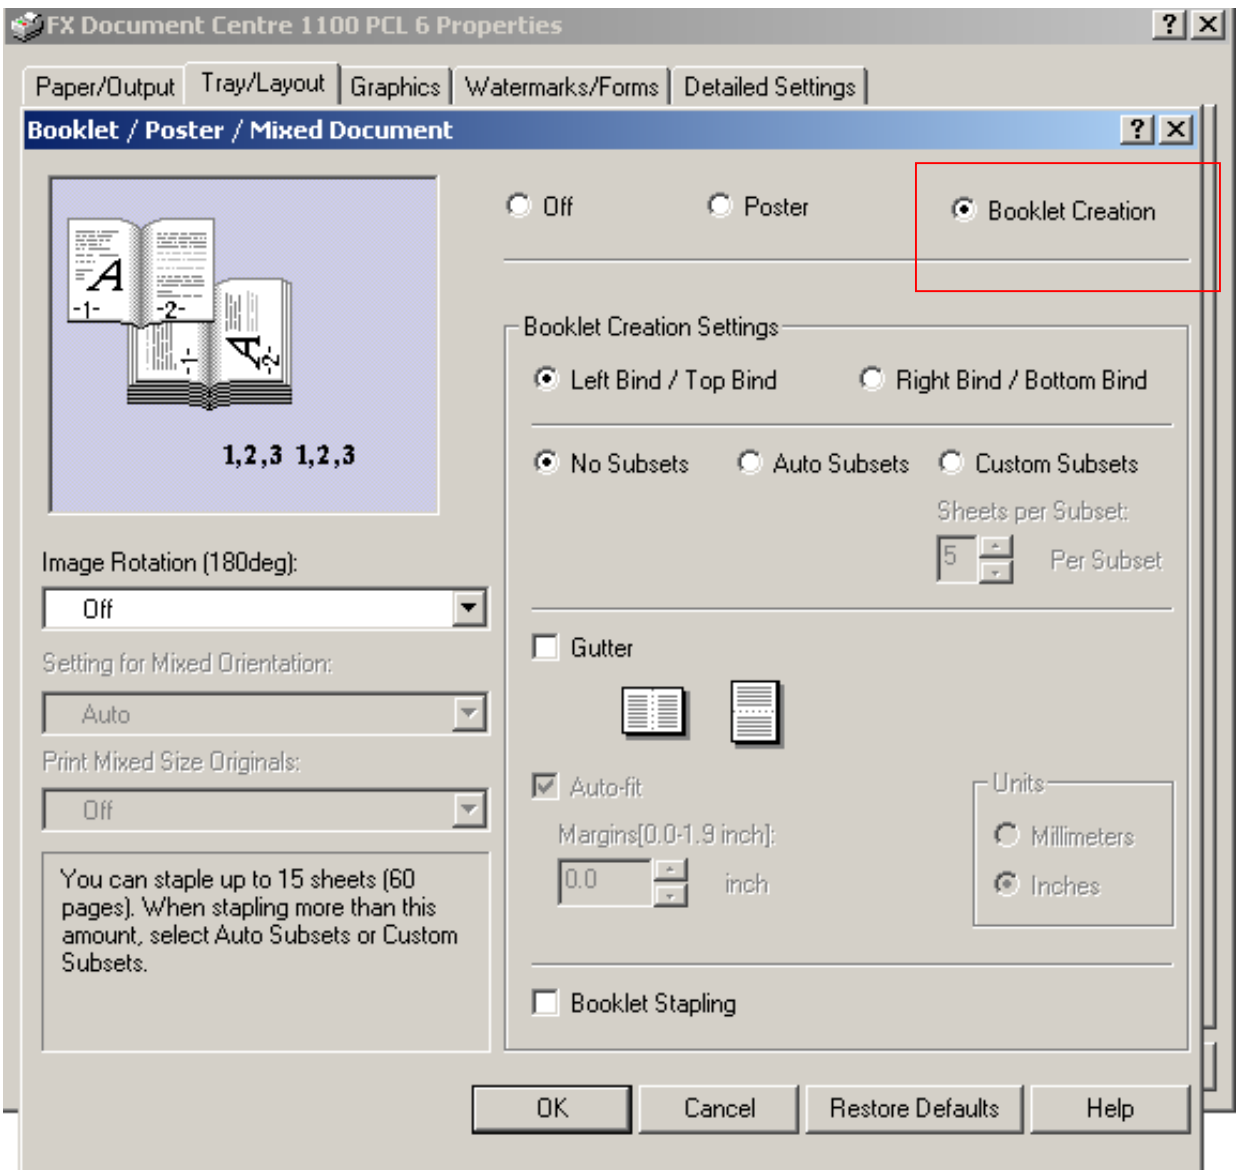 FX Document Centre 1100 PCL 6 Properties
Paper/Output Tray/Layout Graphics Watermarks/Forms Detailed Settings
Booklet / Poster / Mixed Document
Off Poster Booklet Creation
A
-1- -2-
A
-1- -2-
1,2,3 1,2,3
Image Rotation (180deg):
Off
Setting for Mixed Orientation:
Auto
Print Mixed Size Originals:
Off
You can staple up to 15 sheets (60
pages). When stapling more than this
amount, select Auto Subsets or Custom
Subsets.
Booklet Creation Settings
Left Bind / Top Bind Right Bind / Bottom Bind
No Subsets Auto Subsets Custom Subsets
Sheets per Subset:
5 Per Subset
Gutter
Auto-fit
Margins[0.0-1.9 inch]:
0.0 inch
Units
Millimeters
Inches
Booklet Stapling
OK Cancel Restore Defaults Help